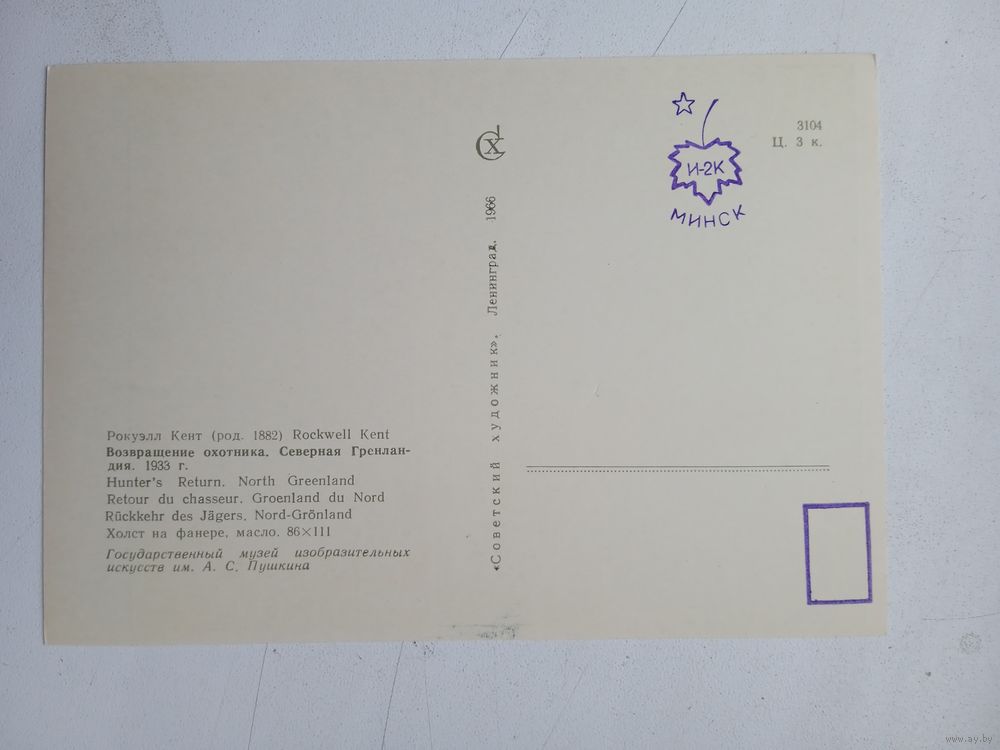 Рокуэлл Кент (род. 1882) Rockwell Kent
Возвращение охотника. Северная Гренлан-
дия. 1933 г.
Hunter's Return. North Greenland
Retour du chasseur. Groenland du Nord
Rückkehr des Jägers. Nord-Grönland
Холст на фанере, масло. 86×111
Государственный музей изобразительных
искусств им. А. С. Пушкина
СХ
«Советский художник». Ленинград. 1966
И-2К
МИНСК
3104
Ц. 3 к.
www.ay.by